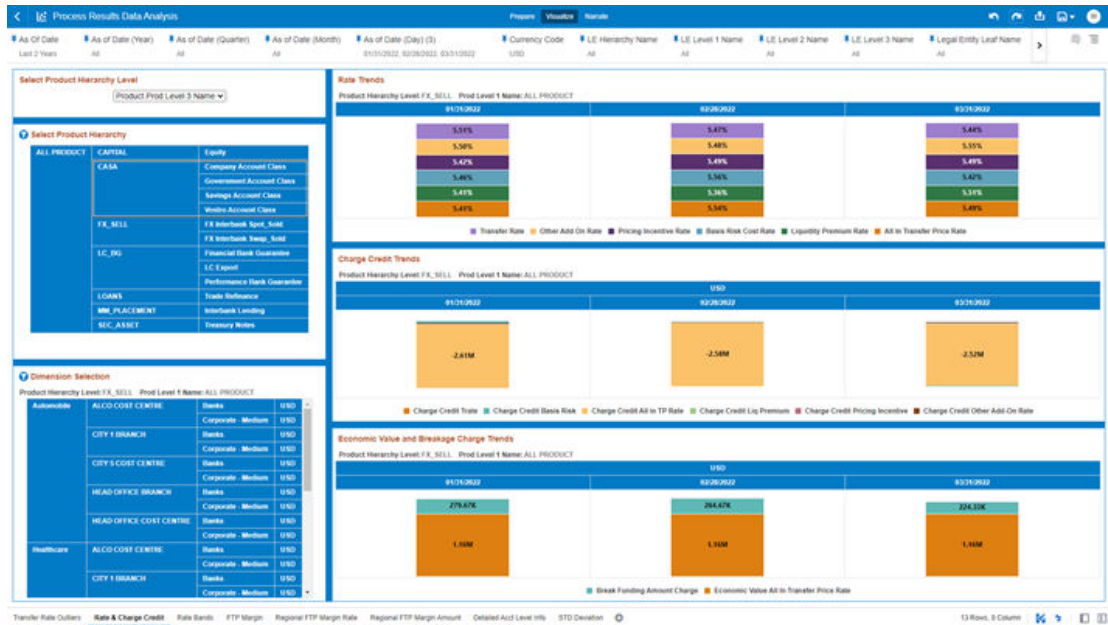 Process Results Data Analysis
Prepare Visualize Narrate
As Of Date As of Date (Year) As of Date (Quarter) As of Date (Month) As of Date (Day) (3) Currency Code LE Hierarchy Name LE Level 1 Name LE Level 2 Name LE Level 3 Name Legal Entity Leaf Name
Last 2 Years All All All 01/31/2022, 02/28/2022, 03/31/2022 USD All All All All All
Select Product Hierarchy Level
Product Prod Level 3 Name
Select Product Hierarchy
ALL PRODUCT CAPITAL Equity
CASA Company Account Class
Government Account Class
Savings Account Class
Vostro Account Class
FX_SELL FX Interbank Spot_Sold
FX Interbank Swap_Sold
LC_BG Financial Bank Guarantee
LC Export
Performance Bank Guarantee
LOANS Trade Refinance
MM_PLACEMENT Interbank Lending
SEC_ASSET Treasury Notes
Dimension Selection
Product Hierarchy Level: FX_SELL Prod Level 1 Name: ALL PRODUCT
Automobile ALCO COST CENTRE Banks USD
Corporate - Medium USD
CITY 1 BRANCH Banks USD
Corporate - Medium USD
CITY 5 COST CENTRE Banks USD
Corporate - Medium USD
HEAD OFFICE BRANCH Banks USD
Corporate - Medium USD
HEAD OFFICE COST CENTRE Banks USD
Corporate - Medium USD
Healthcare ALCO COST CENTRE Banks USD
Corporate - Medium USD
CITY 1 BRANCH Banks USD
Corporate - Medium USD
Rate Trends
Product Hierarchy Level: FX_SELL Prod Level 1 Name: ALL PRODUCT
01/31/2022 02/28/2022 03/31/2022
5.51% 5.47% 5.44%
5.50% 5.48% 5.55%
5.42% 5.49% 5.49%
5.46% 5.56% 5.42%
5.41% 5.36% 5.51%
5.41% 5.54% 5.49%
Transfer Rate Other Add On Rate Pricing Incentive Rate Basis Risk Cost Rate Liquidity Premium Rate All In Transfer Price Rate
Charge Credit Trends
Product Hierarchy Level: FX_SELL Prod Level 1 Name: ALL PRODUCT
USD
01/31/2022 02/28/2022 03/31/2022
-2.61M -2.58M -2.52M
Charge Credit Trate Charge Credit Basis Risk Charge Credit All In TP Rate Charge Credit Liq Premium Charge Credit Pricing Incentive Charge Credit Other Add-On Rate
Economic Value and Breakage Charge Trends
Product Hierarchy Level: FX_SELL Prod Level 1 Name: ALL PRODUCT
USD
01/31/2022 02/28/2022 03/31/2022
279.67K 284.67K 224.33K
1.16M 1.16M 1.16M
Break Funding Amount Charge Economic Value All In Transfer Price Rate
Transfer Rate Outliers Rate & Charge Credit Rate Bands FTP Margin Regional FTP Margin Rate Regional FTP Margin Amount Detailed Acct Level Info STD Deviation
13 Rows,